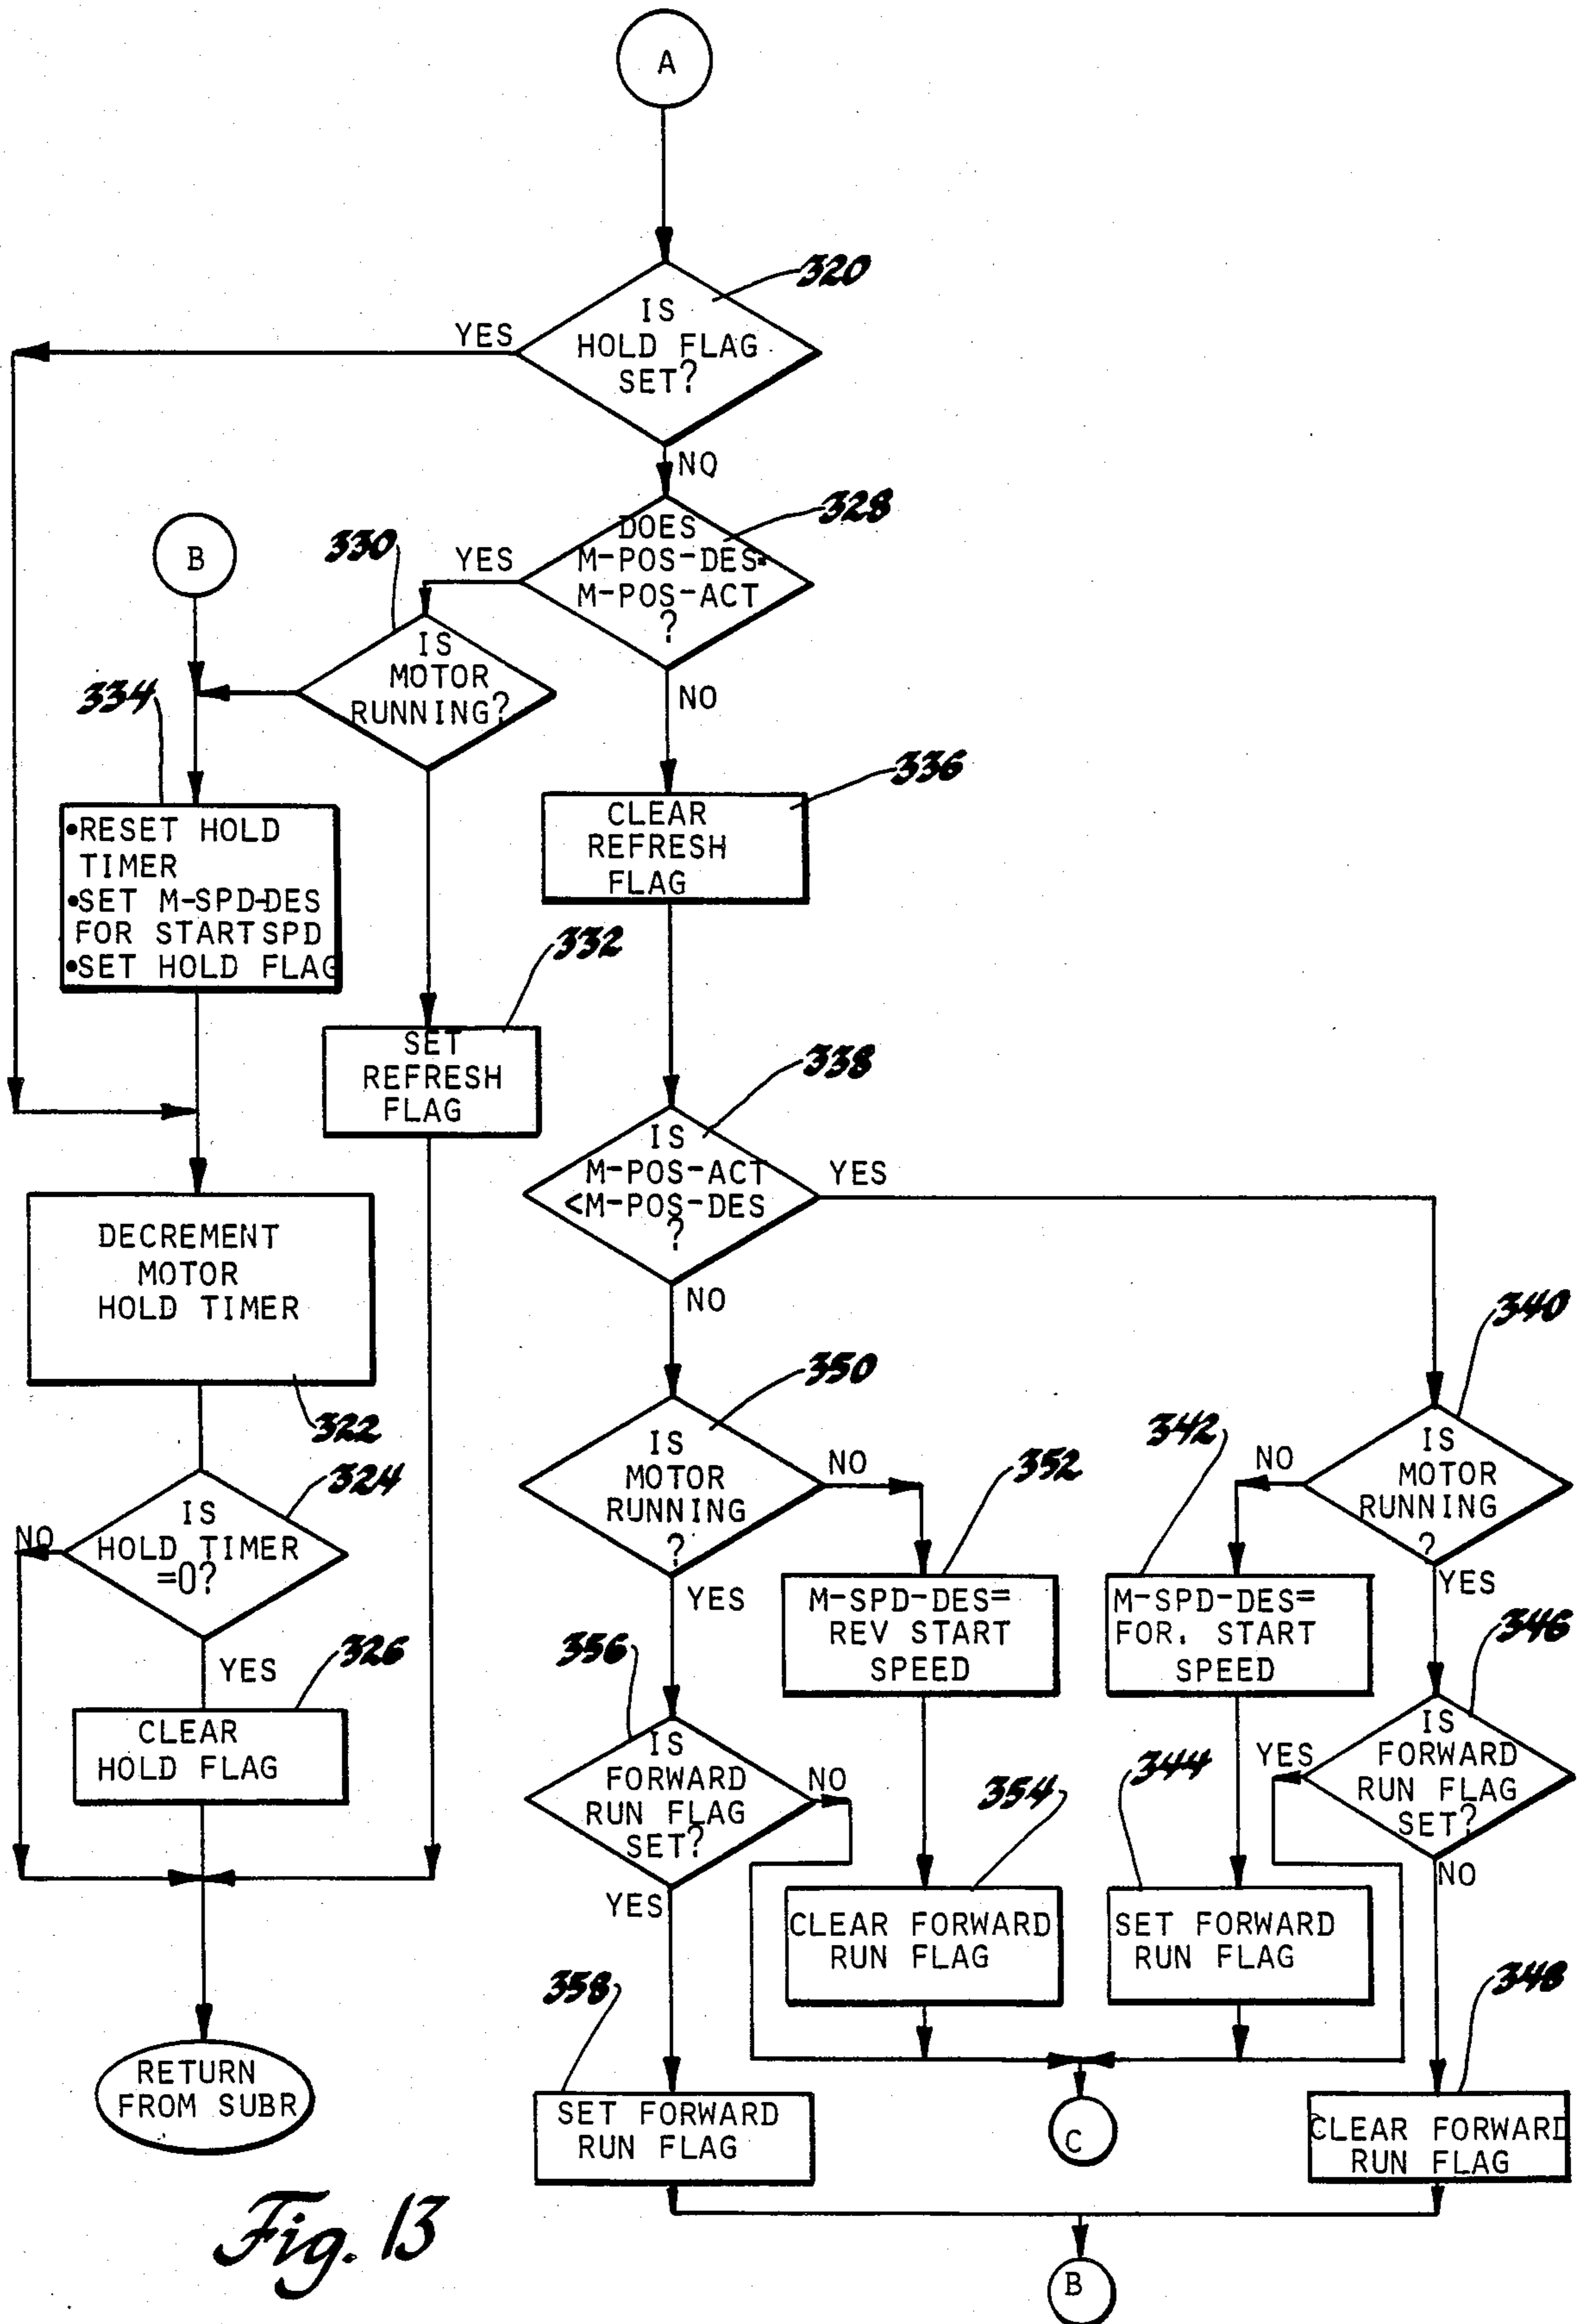 A
320
IS
HOLD FLAG
SET?
YES
NO
328
DOES
M-POS-DES=
M-POS-ACT
?
YES
NO
B
330
IS
MOTOR
RUNNING?
334
•RESET HOLD
TIMER
•SET M-SPD-DES
FOR START SPD
•SET HOLD FLAG
336
CLEAR
REFRESH
FLAG
332
SET
REFRESH
FLAG
338
IS
M-POS-ACT
<M-POS-DES
?
YES
NO
DECREMENT
MOTOR
HOLD TIMER
322
324
IS
HOLD TIMER
=0?
NO
YES
326
CLEAR
HOLD FLAG
RETURN
FROM SUBR
350
IS
MOTOR
RUNNING
?
NO
YES
352
M-SPD-DES=
REV START
SPEED
342
M-SPD-DES=
FOR. START
SPEED
340
IS
MOTOR
RUNNING
?
NO
YES
356
IS
FORWARD
RUN FLAG
SET?
NO
YES
354
CLEAR FORWARD
RUN FLAG
344
SET FORWARD
RUN FLAG
346
IS
FORWARD
RUN FLAG
SET?
YES
NO
358
SET FORWARD
RUN FLAG
C
348
CLEAR FORWARD
RUN FLAG
B
Fig. 13